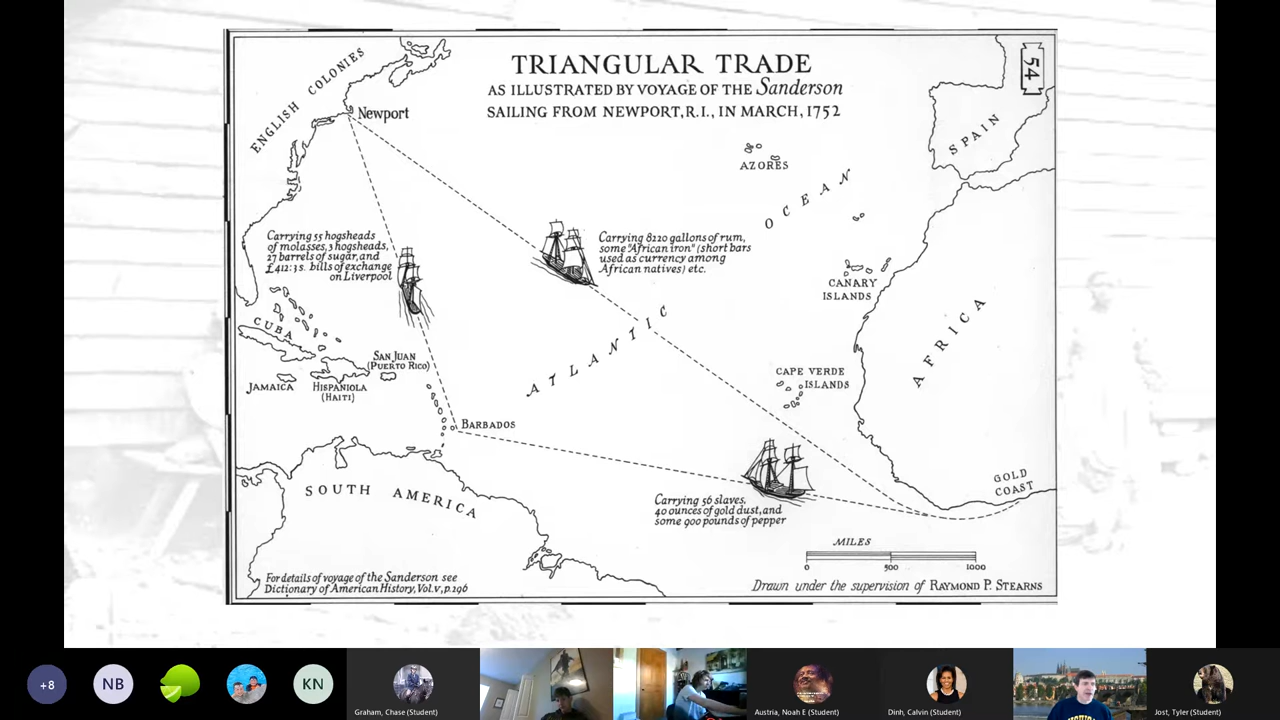 TRIANGULAR TRADE
AS ILLUSTRATED BY VOYAGE OF THE Sanderson
SAILING FROM NEWPORT, R.I., IN MARCH, 1752
54
ENGLISH COLONIES
Newport
SPAIN
AZORES
ATLANTIC OCEAN
Carrying 55 hogsheads
of molasses, 3 hogsheads,
27 barrels of sugar, and
£412:3 s. bills of exchange
on Liverpool
Carrying 8220 gallons of rum,
some "African iron" (short bars
used as currency among
African natives) etc.
CANARY
ISLANDS
AFRICA
CUBA
SAN JUAN
(PUERTO RICO)
JAMAICA
HISPANIOLA
(HAITI)
CAPE VERDE
ISLANDS
BARBADOS
SOUTH AMERICA
GOLD
COAST
Carrying 56 slaves,
40 ounces of gold dust, and
some 900 pounds of pepper
MILES
0 500 1000
For details of voyage of the Sanderson see
Dictionary of American History, Vol. V, p. 296
Drawn under the supervision of RAYMOND P. STEARNS
+8
NB
KN
Graham, Chase (Student)
Austria, Noah E (Student)
Dinh, Calvin (Student)
Jost, Tyler (Student)